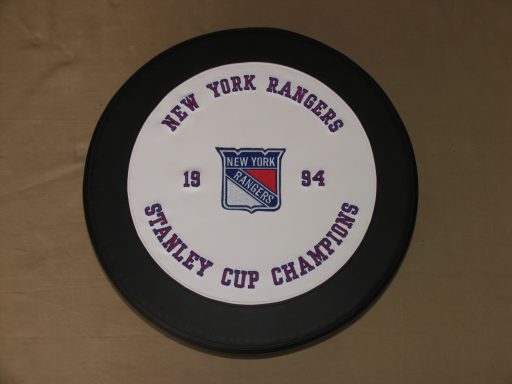 NEW YORK RANGERS
NEW YORK
RANGERS
19 94
STANLEY CUP CHAMPIONS